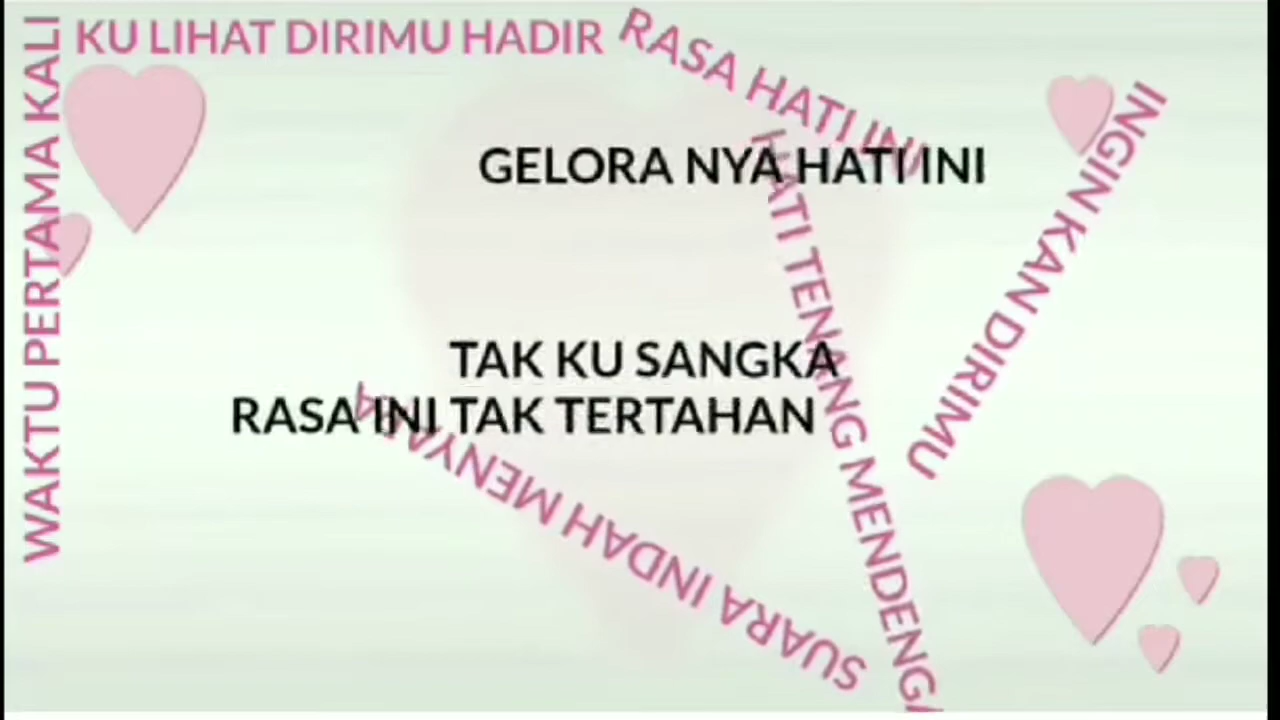 WAKTU PERTAMA KALI
KU LIHAT DIRIMU HADIR
RASA HATI INI
INGIN KAN DIRIMU
HATI TENANG MENDENGA
SUARA INDAH MENYAPA
GELORA NYA HATI INI
TAK KU SANGKA
RASA INI TAK TERTAHAN